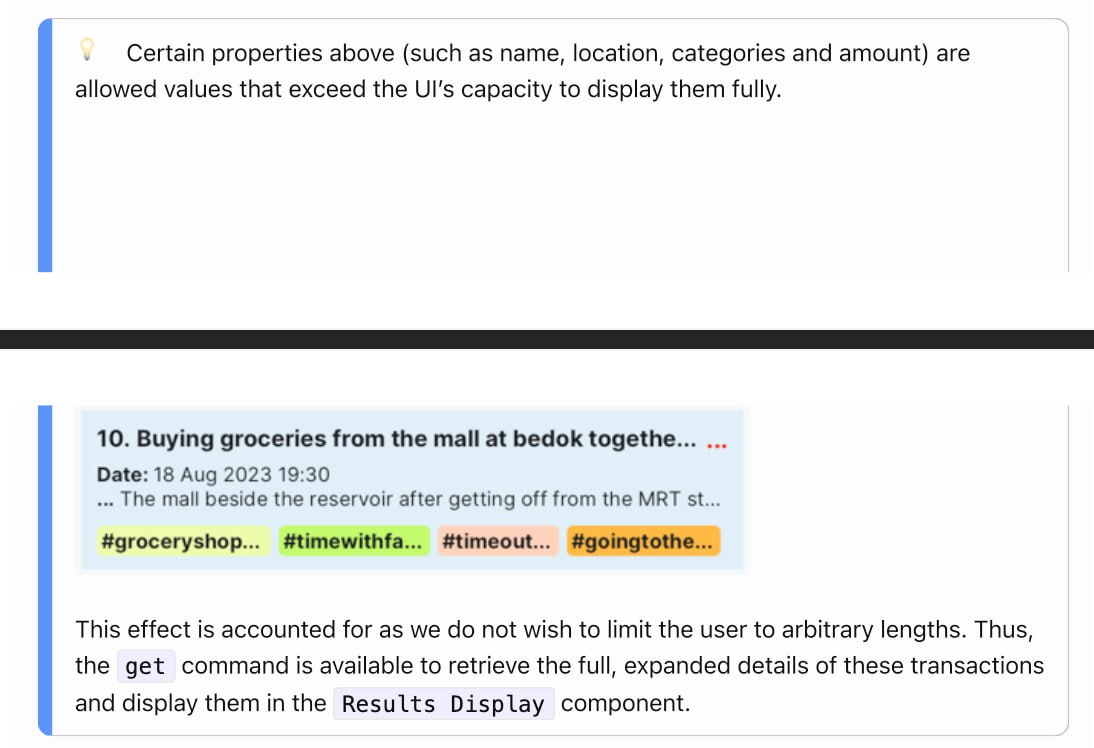 Certain properties above (such as name, location, categories and amount) are
allowed values that exceed the UI’s capacity to display them fully.
10. Buying groceries from the mall at bedok togethe... ...
Date: 18 Aug 2023 19:30
... The mall beside the reservoir after getting off from the MRT st...
#groceryshop... #timewithfa... #timeout... #goingtothe...
This effect is accounted for as we do not wish to limit the user to arbitrary lengths. Thus,
the get command is available to retrieve the full, expanded details of these transactions
and display them in the Results Display component.